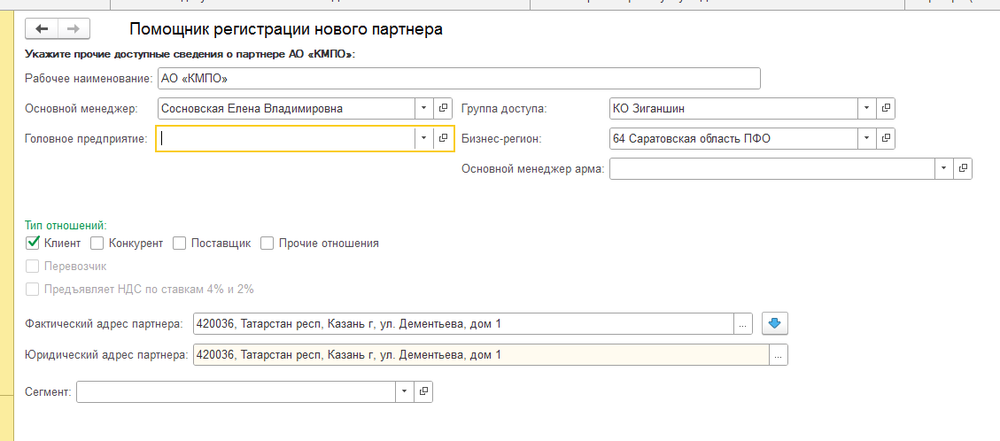 Помощник регистрации нового партнера
Укажите прочие доступные сведения о партнере АО «КМПО»:
Рабочее наименование: АО «КМПО»
Основной менеджер: Сосновская Елена Владимировна Группа доступа: КО Зиганшин
Головное предприятие: Бизнес-регион: 64 Саратовская область ПФО
Основной менеджер арма:
Тип отношений:
Клиент Конкурент Поставщик Прочие отношения
Перевозчик
Предъявляет НДС по ставкам 4% и 2%
Фактический адрес партнера: 420036, Татарстан респ, Казань г, ул. Дементьева, дом 1 ...
Юридический адрес партнера: 420036, Татарстан респ, Казань г, ул. Дементьева, дом 1 ...
Сегмент: